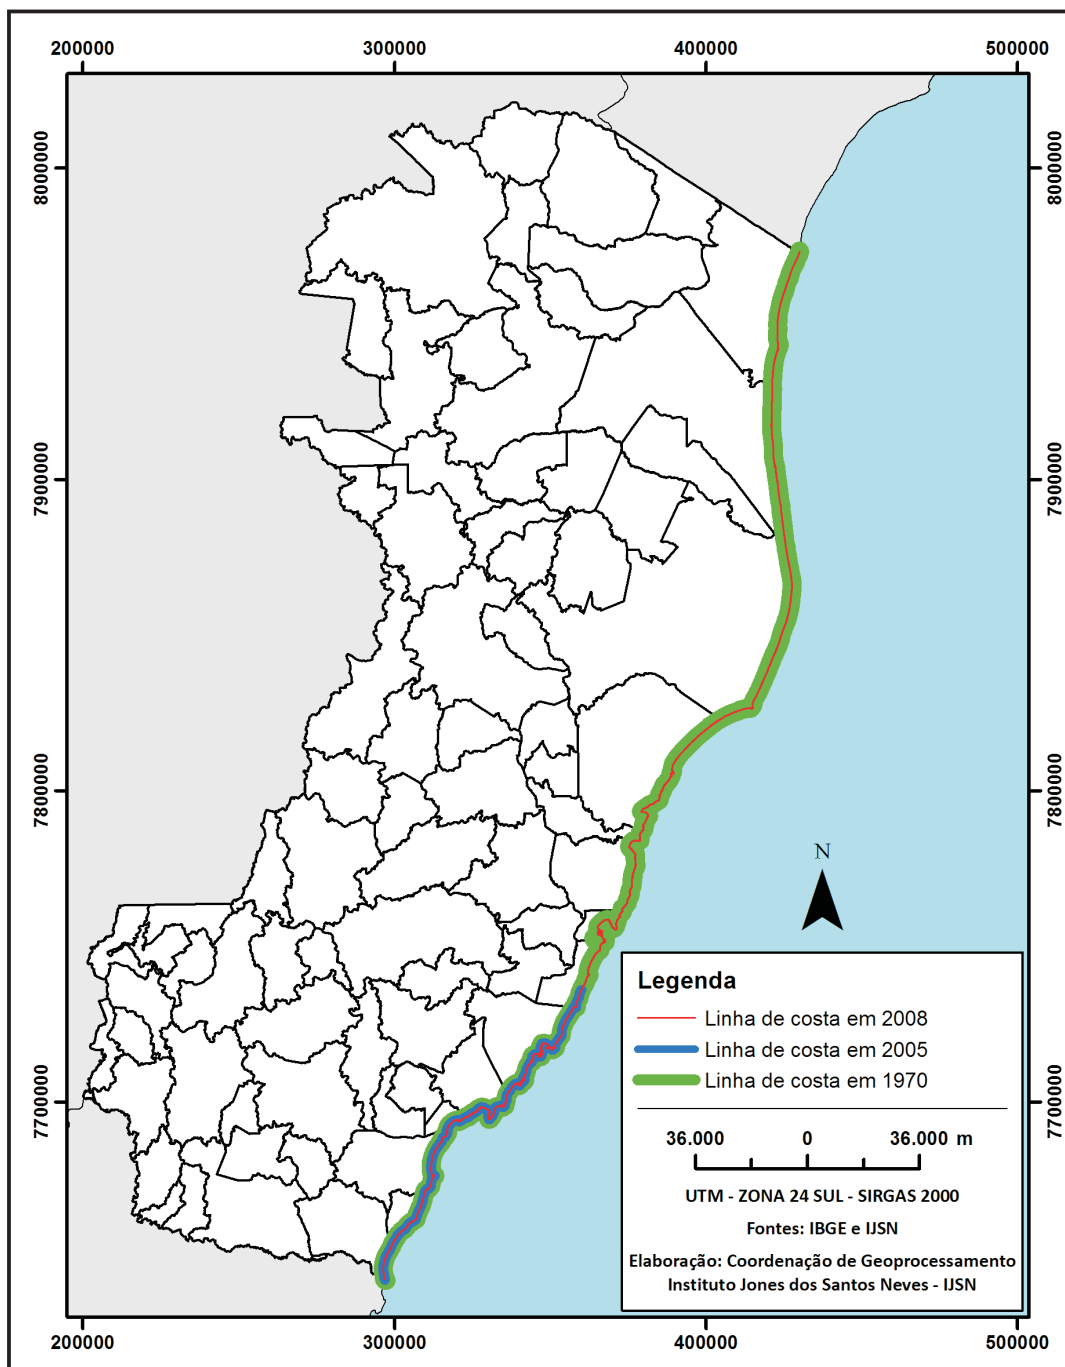 200000 300000 400000 500000
8000000 8000000
7900000 7900000
7800000 7800000
7700000 7700000
N
Legenda
Linha de costa em 2008
Linha de costa em 2005
Linha de costa em 1970
36.000 0 36.000 m
UTM - ZONA 24 SUL - SIRGAS 2000
Fontes: IBGE e IJSN
Elaboração: Coordenação de Geoprocessamento
Instituto Jones dos Santos Neves - IJSN
200000 300000 400000 500000